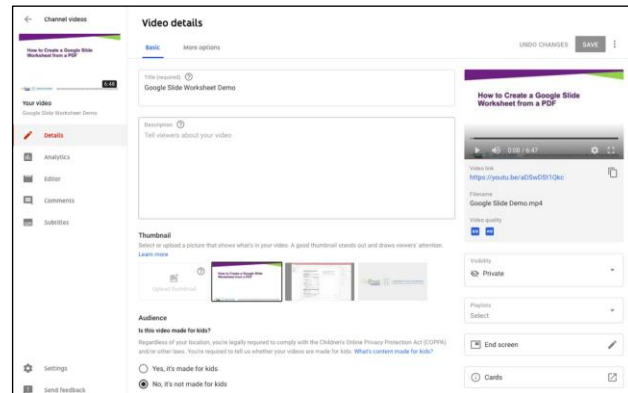 Channel videos
How to Create a Google Slide
Worksheet from a PDF
6:48
Your video
Google Slide Worksheet Demo
Details
Analytics
Editor
Comments
Subtitles
Settings
Send feedback
Video details
Basic
More options
UNDO CHANGES
SAVE
Title (required)
Google Slide Worksheet Demo
Description
Tell viewers about your video
Thumbnail
Select or upload a picture that shows what's in your video. A good thumbnail stands out and draws viewers' attention.
Learn more
Upload thumbnail
How to Create a Google Slide
Worksheet from a PDF
Audience
Is this video made for kids?
Regardless of your location, you're legally required to comply with the Children's Online Privacy Protection Act (COPPA)
and/or other laws. You're required to tell us whether your videos are made for kids. What's content made for kids?
Yes, it's made for kids
No, it's not made for kids
How to Create a Google Slide
Worksheet from a PDF
0:00 / 6:47
Video link
Filename
Google Slide Demo.mp4
Video quality
Visibility
Private
Playlists
Select
End screen
Cards